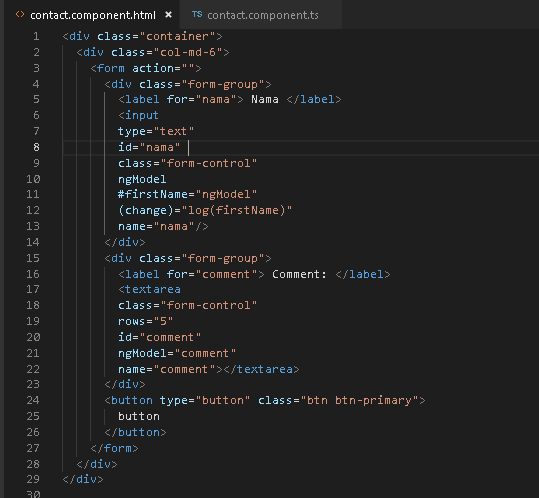 <> contact.component.html × TS contact.component.ts
1 <div class="container">
2 <div class="col-md-6">
3 <form action="">
4 <div class="form-group">
5 <label for="nama"> Nama </label>
6 <input
7 type="text"
8 id="nama"
9 class="form-control"
10 ngModel
11 #firstName="ngModel"
12 (change)="log(firstName)"
13 name="nama"/>
14 </div>
15 <div class="form-group">
16 <label for="comment"> Comment: </label>
17 <textarea
18 class="form-control"
19 rows="5"
20 id="comment"
21 ngModel="comment"
22 name="comment"></textarea>
23 </div>
24 <button type="button" class="btn btn-primary">
25 button
26 </button>
27 </form>
28 </div>
29 </div>
30